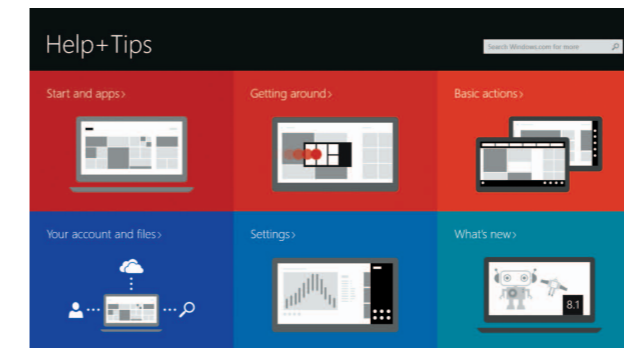 Help+Tips
Search Windows.com for more
Start and apps>
Getting around>
Basic actions>
Your account and files>
Settings>
What's new>
8.1